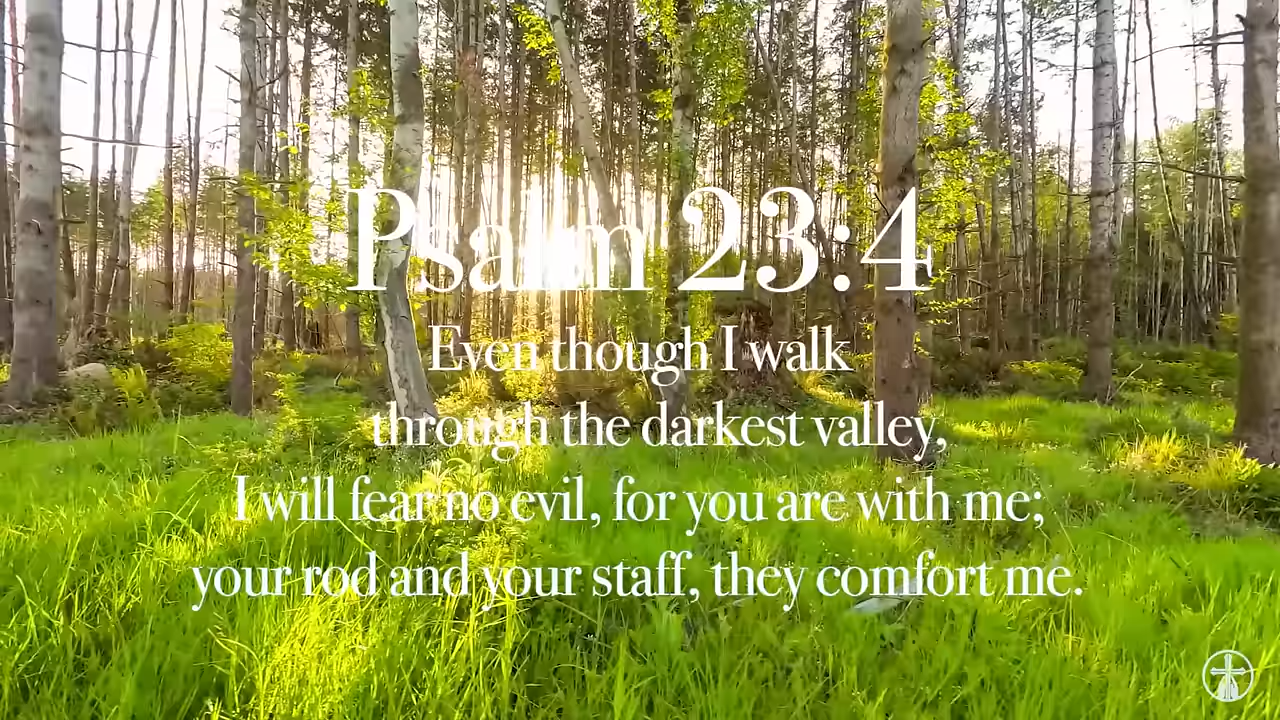 Psalm 23:4
Even though I walk
through the darkest valley,
I will fear no evil, for you are with me;
your rod and your staff, they comfort me.